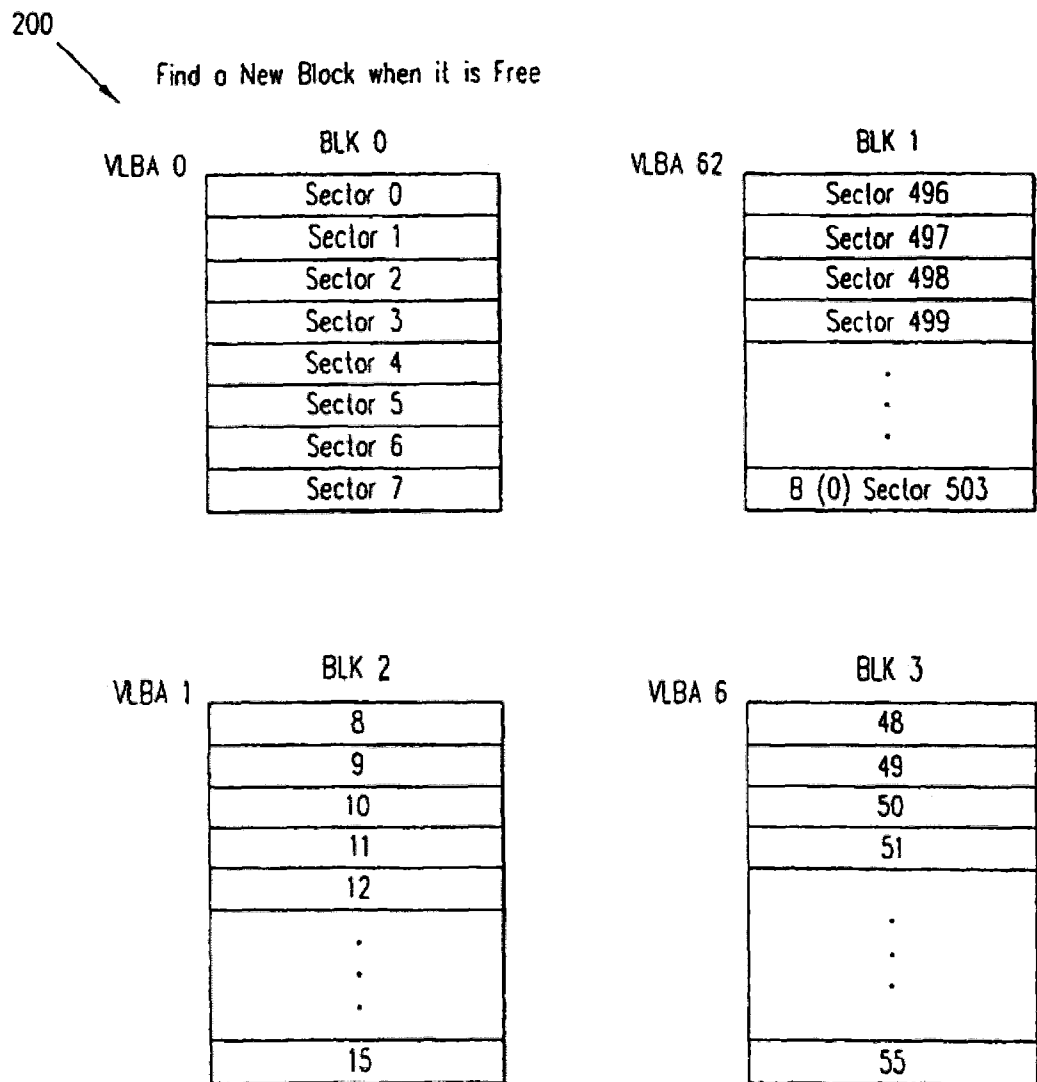 200
Find a New Block when it is Free
VLBA 0
BLK 0
Sector 0
Sector 1
Sector 2
Sector 3
Sector 4
Sector 5
Sector 6
Sector 7
VLBA 62
BLK 1
Sector 496
Sector 497
Sector 498
Sector 499
.
.
.
B (0) Sector 503
VLBA 1
BLK 2
8
9
10
11
12
.
.
.
15
VLBA 6
BLK 3
48
49
50
51
.
.
.
55